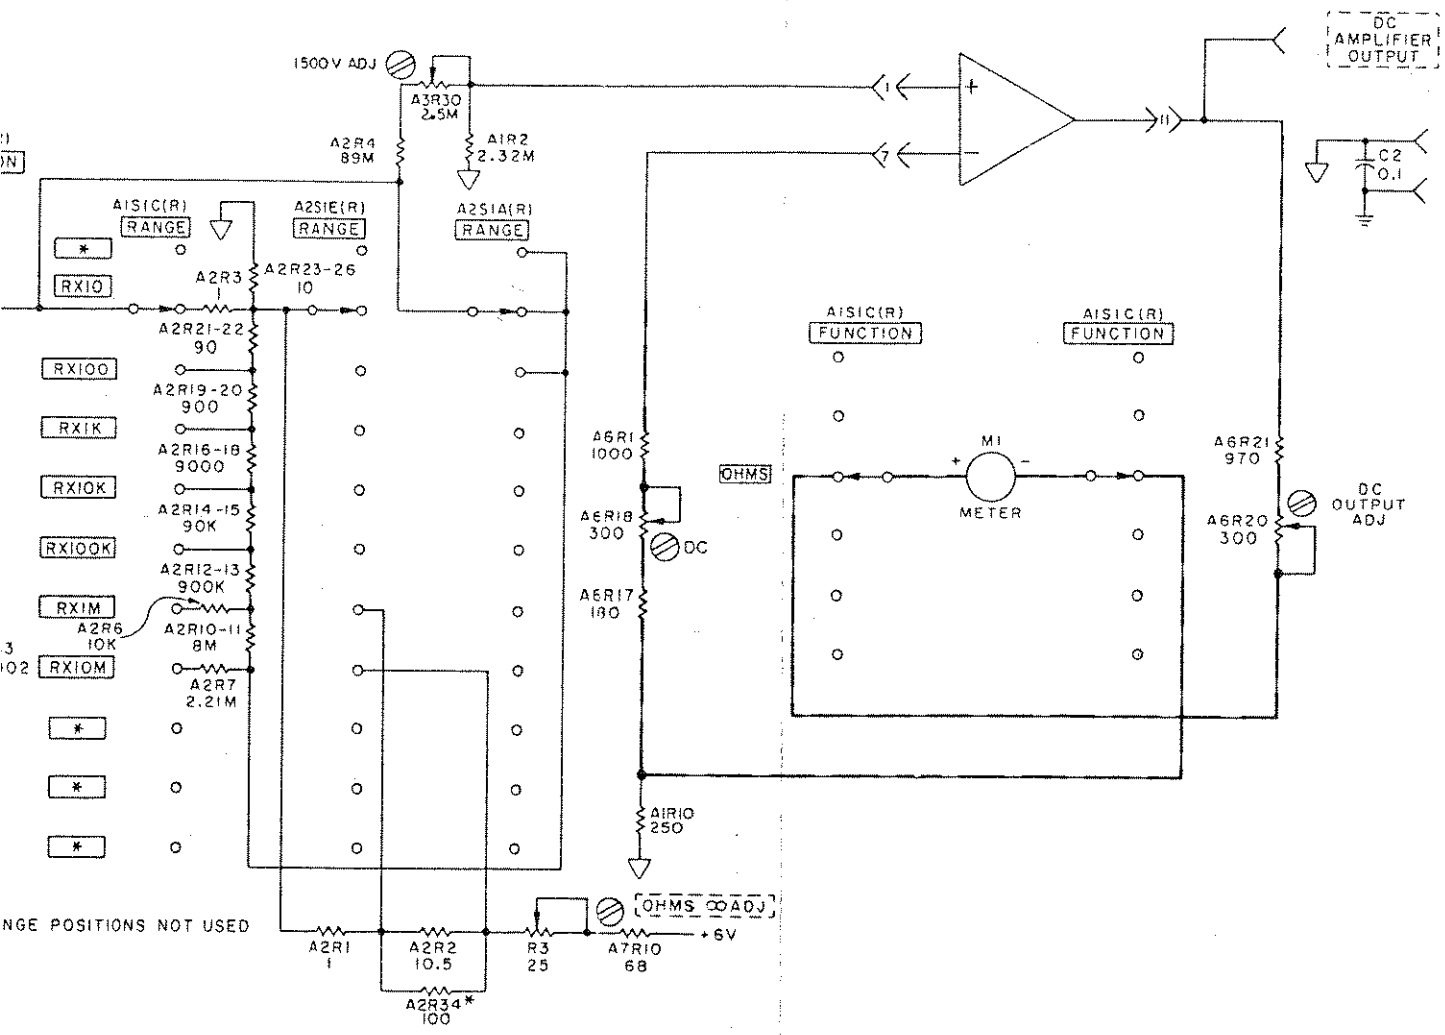 DC
AMPLIFIER
OUTPUT
1500V ADJ
A3R30
2.5M
1
+
11
A2R4
89M
A1R2
2.32M
7
−
C2
0.1
A1S1C(R)
RANGE
A2S1E(R)
RANGE
A2S1A(R)
RANGE
*
RX10
A2R3
1
A2R23-26
10
A2R21-22
90
A1S1C(R)
FUNCTION
A1S1C(R)
FUNCTION
RX100
A2R19-20
900
RX1K
A2R16-18
9000
A6R1
1000
M1
+ −
METER
A6R21
970
OHMS
RX10K
A2R14-15
90K
A6R18
300
DC
A6R20
300
DC
OUTPUT
ADJ
RX100K
A2R12-13
900K
RX1M
A2R6
10K
A2R10-11
8M
A6R17
180
3
02
RX10M
A2R7
2.21M
*
*
A1R10
250
*
NGE POSITIONS NOT USED
OHMS ∞ ADJ
A2R1
1
A2R2
10.5
R3
25
A7R10
68
+6V
A2R34*
100